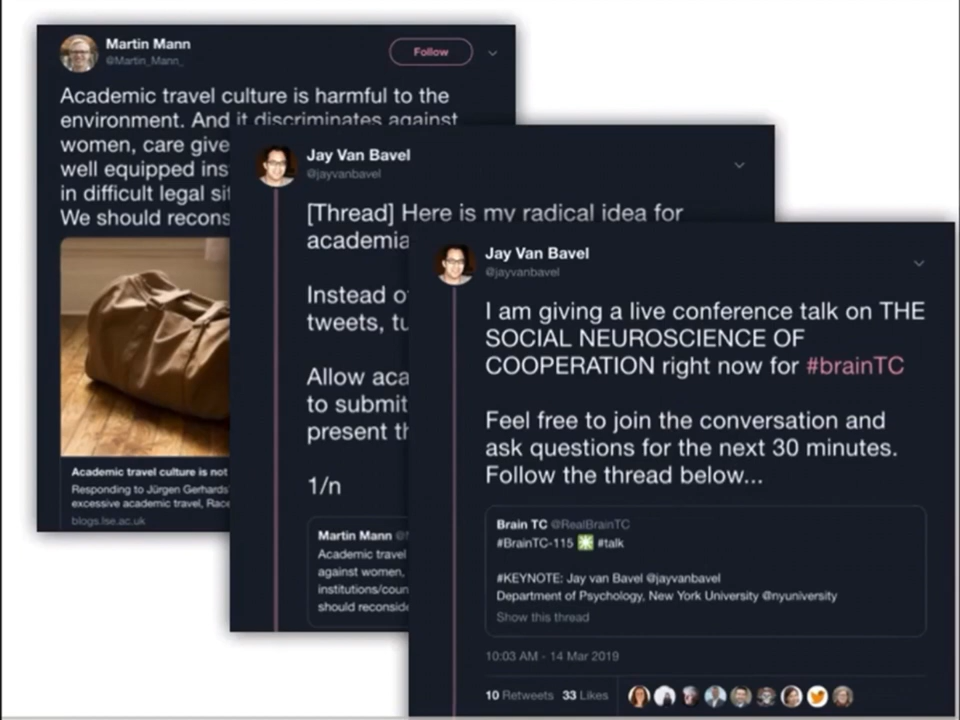 Martin Mann
@Martin_Mann_
Follow
Academic travel culture is harmful to the
environment. And it discriminates against
women, care give
well equipped ins
in difficult legal si
We should recons
Academic travel culture is not
Responding to Jürgen Gerhards'
excessive academic travel, Race
blogs.lse.ac.uk
Jay Van Bavel
@jayvanbavel
[Thread] Here is my radical idea for
academia
Instead o
tweets, tu
Allow aca
to submit
present th
1/n
Martin Mann @
Academic travel
against women,
institutions/coun
should reconside
Jay Van Bavel
@jayvanbavel
I am giving a live conference talk on THE
SOCIAL NEUROSCIENCE OF
COOPERATION right now for #brainTC
Feel free to join the conversation and
ask questions for the next 30 minutes.
Follow the thread below...
Brain TC @RealBrainTC
#BrainTC-115 ✳️ #talk
#KEYNOTE: Jay van Bavel @jayvanbavel
Department of Psychology, New York University @nyuniversity
Show this thread
10:03 AM - 14 Mar 2019
10 Retweets 33 Likes